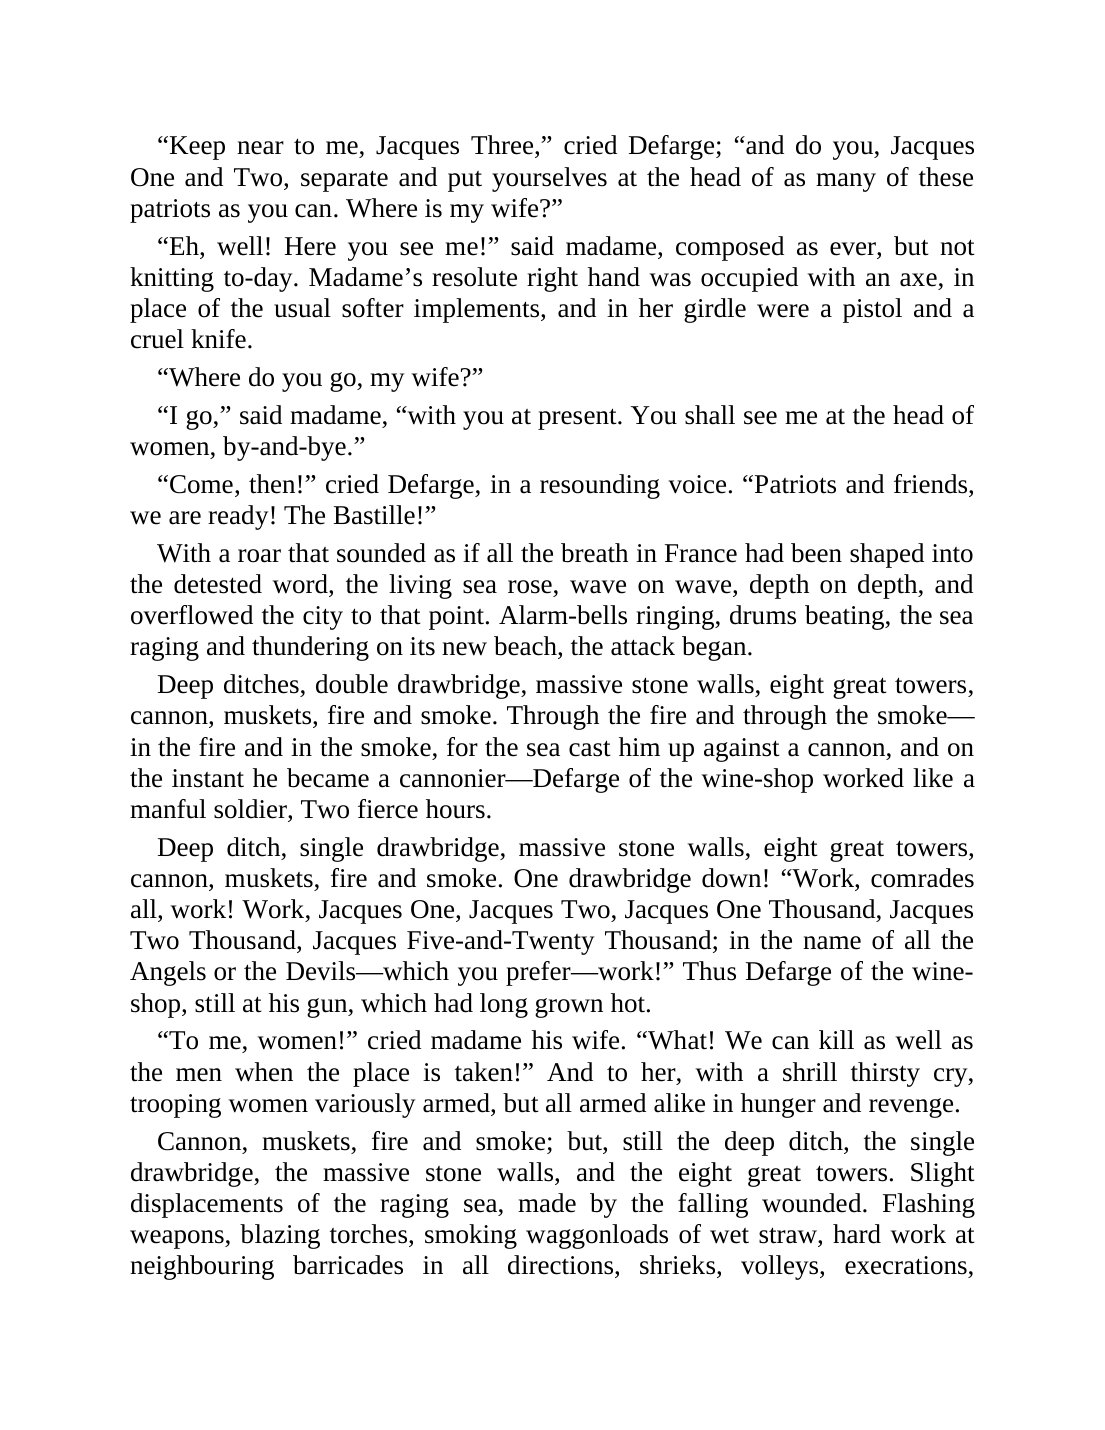 “Keep near to me, Jacques Three,” cried Defarge; “and do you, Jacques
One and Two, separate and put yourselves at the head of as many of these
patriots as you can. Where is my wife?”
“Eh, well! Here you see me!” said madame, composed as ever, but not
knitting to-day. Madame’s resolute right hand was occupied with an axe, in
place of the usual softer implements, and in her girdle were a pistol and a
cruel knife.
“Where do you go, my wife?”
“I go,” said madame, “with you at present. You shall see me at the head of
women, by-and-bye.”
“Come, then!” cried Defarge, in a resounding voice. “Patriots and friends,
we are ready! The Bastille!”
With a roar that sounded as if all the breath in France had been shaped into
the detested word, the living sea rose, wave on wave, depth on depth, and
overflowed the city to that point. Alarm-bells ringing, drums beating, the sea
raging and thundering on its new beach, the attack began.
Deep ditches, double drawbridge, massive stone walls, eight great towers,
cannon, muskets, fire and smoke. Through the fire and through the smoke—
in the fire and in the smoke, for the sea cast him up against a cannon, and on
the instant he became a cannonier—Defarge of the wine-shop worked like a
manful soldier, Two fierce hours.
Deep ditch, single drawbridge, massive stone walls, eight great towers,
cannon, muskets, fire and smoke. One drawbridge down! “Work, comrades
all, work! Work, Jacques One, Jacques Two, Jacques One Thousand, Jacques
Two Thousand, Jacques Five-and-Twenty Thousand; in the name of all the
Angels or the Devils—which you prefer—work!” Thus Defarge of the wine-
shop, still at his gun, which had long grown hot.
“To me, women!” cried madame his wife. “What! We can kill as well as
the men when the place is taken!” And to her, with a shrill thirsty cry,
trooping women variously armed, but all armed alike in hunger and revenge.
Cannon, muskets, fire and smoke; but, still the deep ditch, the single
drawbridge, the massive stone walls, and the eight great towers. Slight
displacements of the raging sea, made by the falling wounded. Flashing
weapons, blazing torches, smoking waggonloads of wet straw, hard work at
neighbouring barricades in all directions, shrieks, volleys, execrations,